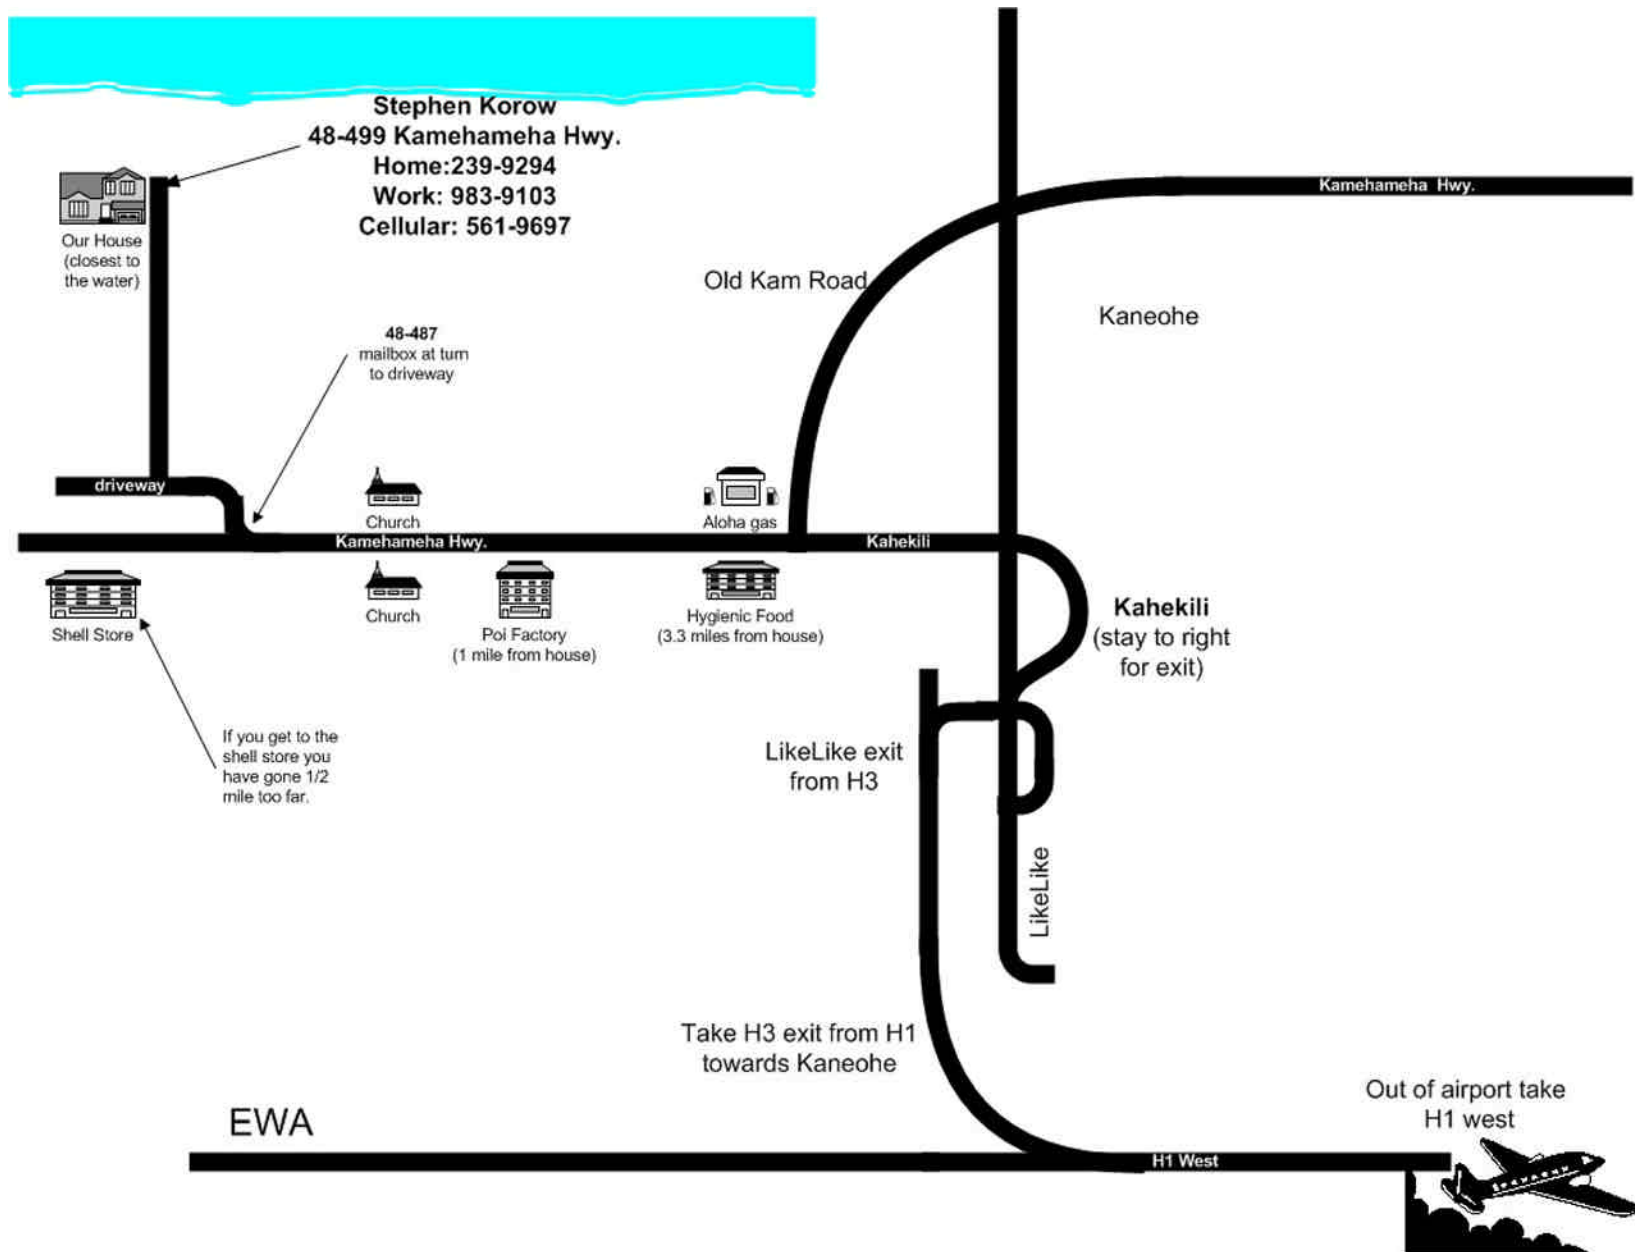 Stephen Korow
48-499 Kamehameha Hwy.
Home:239-9294
Work: 983-9103
Cellular: 561-9697
Kamehameha Hwy.
Our House
(closest to
the water)
Old Kam Road
Kaneohe
48-487
mailbox at turn
to driveway
driveway
Church
Aloha gas
Kamehameha Hwy.
Kahekili
Shell Store
Church
Poi Factory
(1 mile from house)
Hygienic Food
(3.3 miles from house)
Kahekili
(stay to right
for exit)
If you get to the
shell store you
have gone 1/2
mile too far.
LikeLike exit
from H3
LikeLike
Take H3 exit from H1
towards Kaneohe
Out of airport take
H1 west
EWA
H1 West